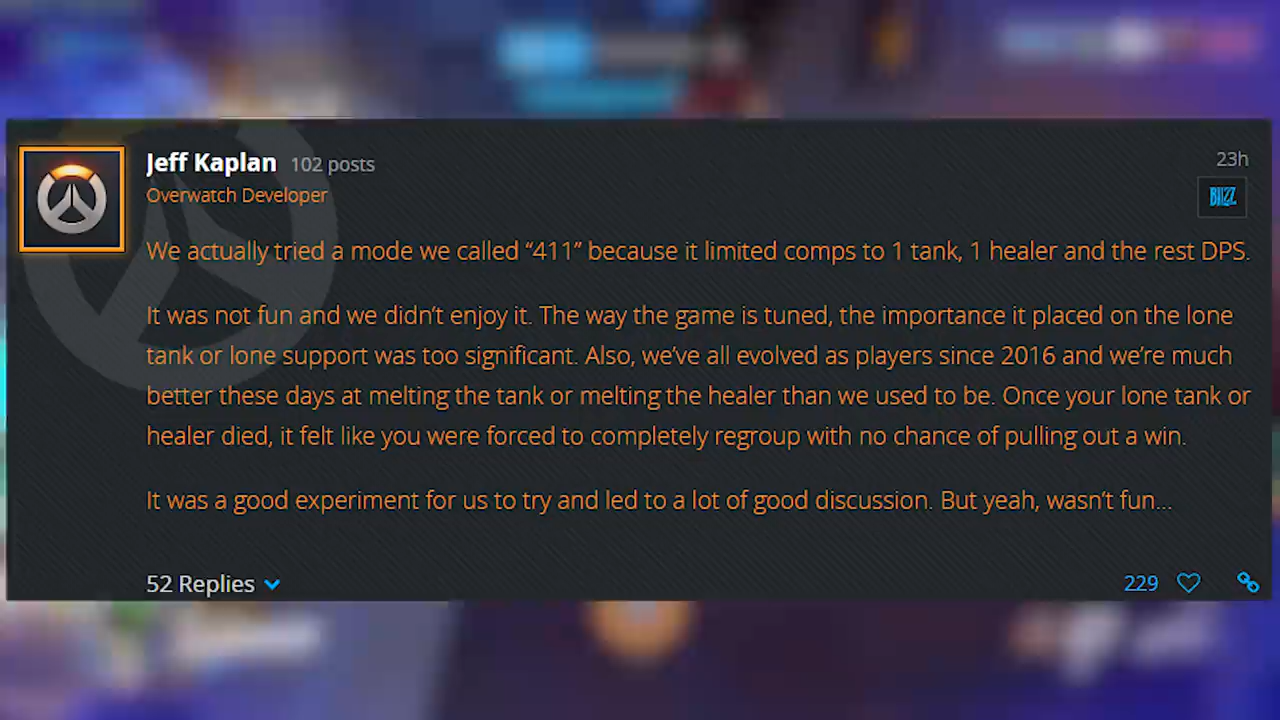 Jeff Kaplan 102 posts 23h
Overwatch Developer
BLIZZ
We actually tried a mode we called “411” because it limited comps to 1 tank, 1 healer and the rest DPS.
It was not fun and we didn’t enjoy it. The way the game is tuned, the importance it placed on the lone
tank or lone support was too significant. Also, we’ve all evolved as players since 2016 and we’re much
better these days at melting the tank or melting the healer than we used to be. Once your lone tank or
healer died, it felt like you were forced to completely regroup with no chance of pulling out a win.
It was a good experiment for us to try and led to a lot of good discussion. But yeah, wasn’t fun…
52 Replies 229